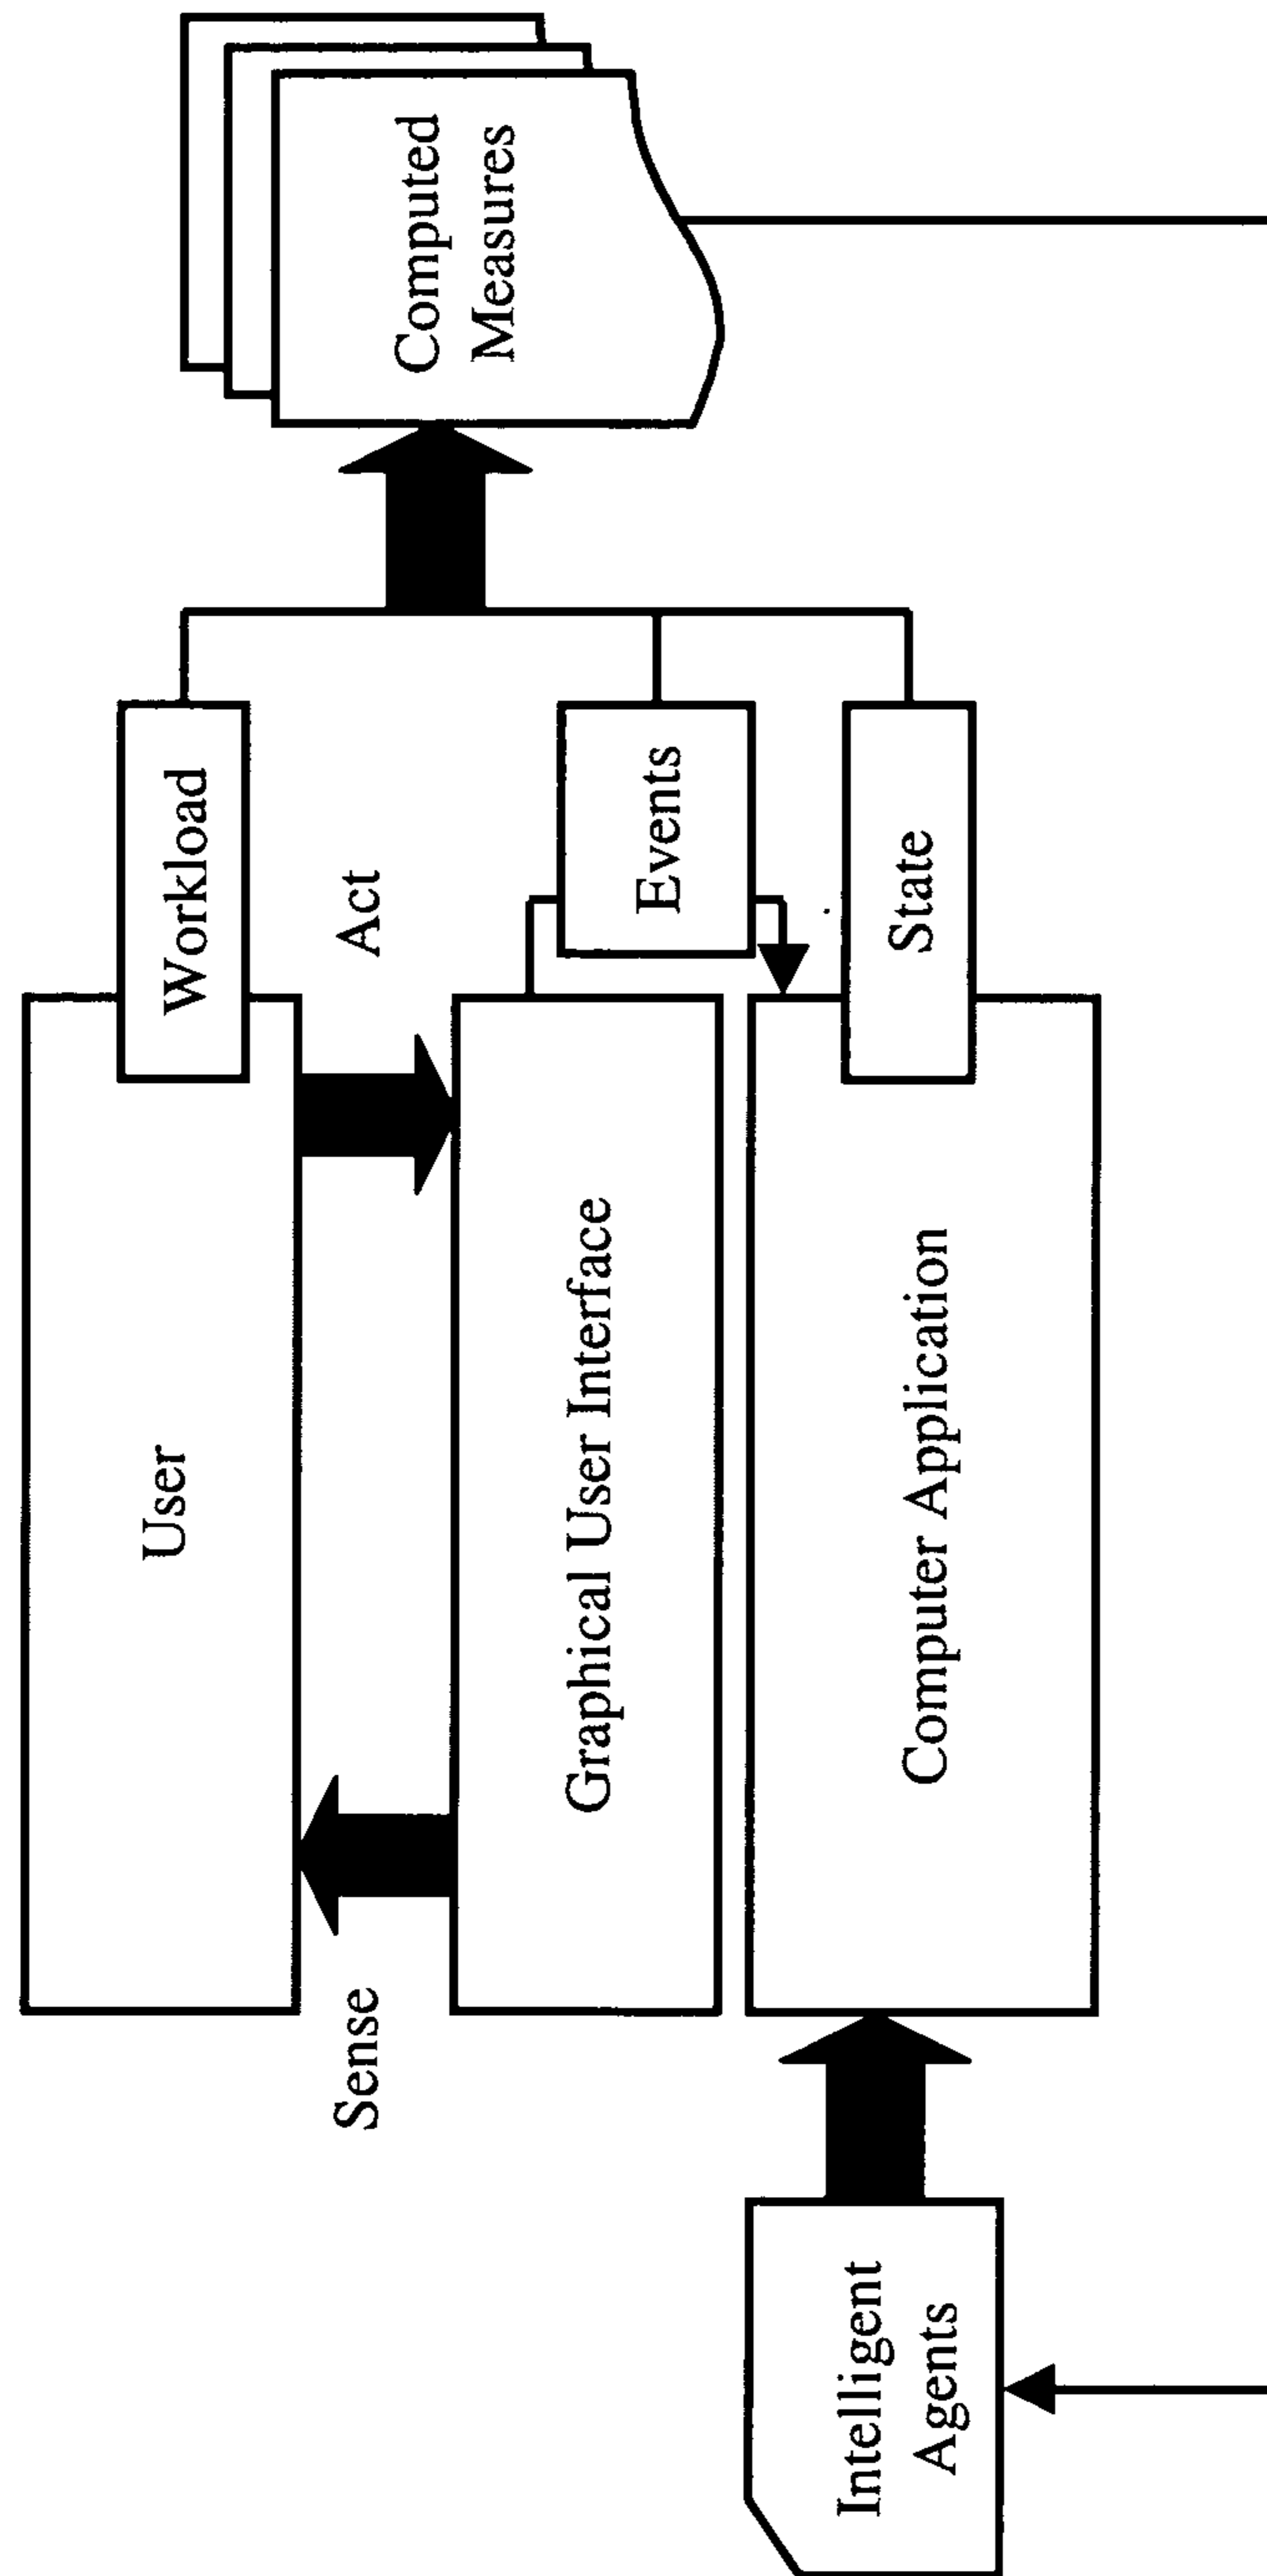 User
Workload
Sense
Act
Graphical User Interface
Events
Computer Application
State
Intelligent
Agents
Computed
Measures